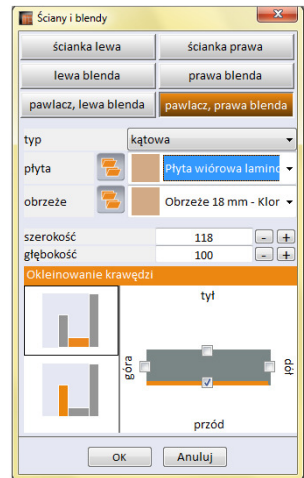 Ściany i blendy
ścianka lewa
ścianka prawa
lewa blenda
prawa blenda
pawlacz, lewa blenda
pawlacz, prawa blenda
typ
kątowa
płyta
Płyta wiórowa laminc
obrzeże
Obrzeże 18 mm - Klor
szerokość
118
- +
głębokość
100
- +
Okleinowanie krawędzi
tył
góra
dół
przód
OK
Anuluj